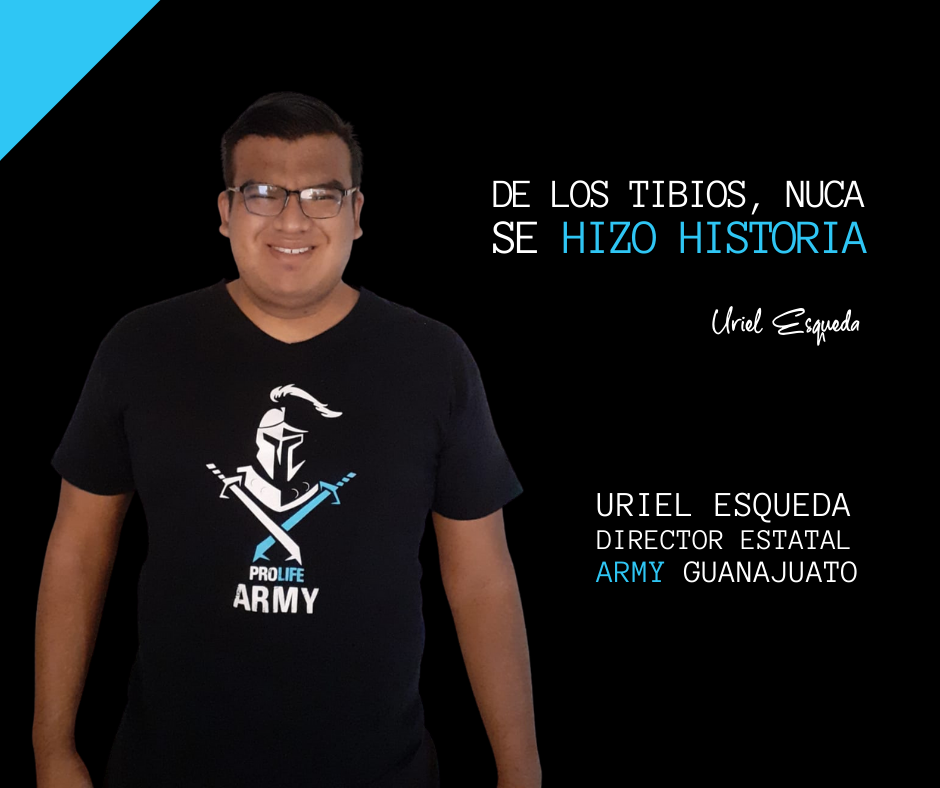 DE LOS TIBIOS, NUCA
SE HIZO HISTORIA
Uriel Esqueda
PROLIFE
ARMY
URIEL ESQUEDA
DIRECTOR ESTATAL
ARMY GUANAJUATO